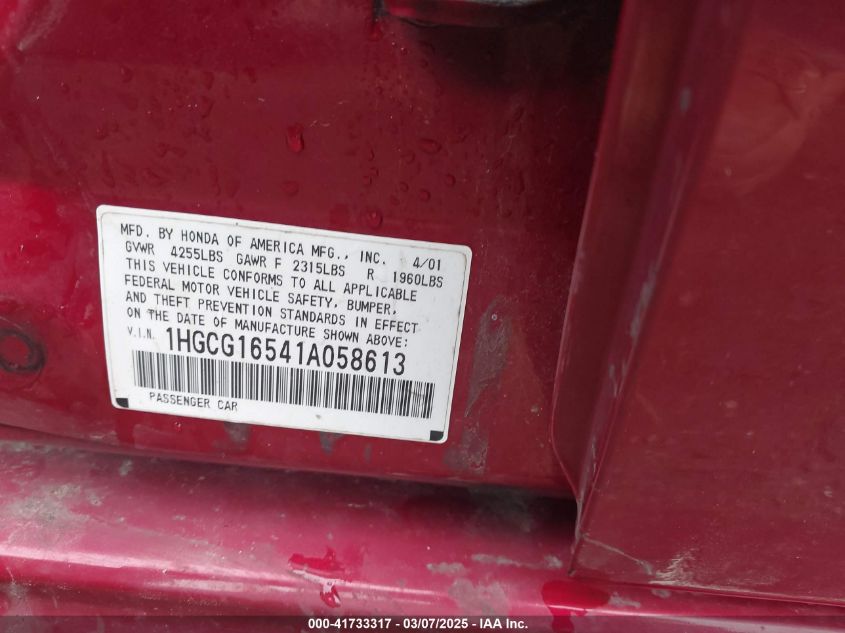 MFD. BY HONDA OF AMERICA MFG., INC. 4/01
GVWR 4255LBS GAWR F 2315LBS R 1960LBS
THIS VEHICLE CONFORMS TO ALL APPLICABLE
FEDERAL MOTOR VEHICLE SAFETY, BUMPER,
AND THEFT PREVENTION STANDARDS IN EFFECT
ON THE DATE OF MANUFACTURE SHOWN ABOVE:
V.I.N. 1HGCG16541A058613
PASSENGER CAR
000-41733317 - 03/07/2025 - IAAI Inc.